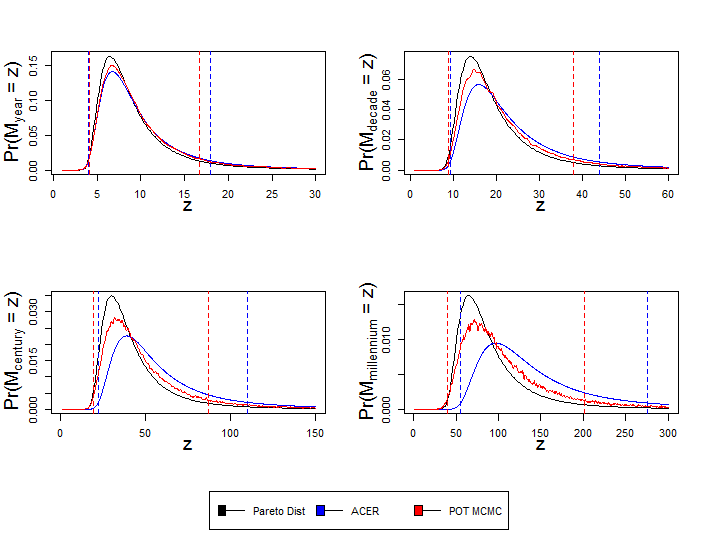 Pr(M_year = z)
0.00 0.05 0.10 0.15
0 5 10 15 20 25 30
z
Pr(M_decade = z)
0.00 0.02 0.04 0.06
0 10 20 30 40 50 60
z
Pr(M_century = z)
0.000 0.015 0.030
0 50 100 150
z
Pr(M_millennium = z)
0.000 0.010
0 50 100 150 200 250 300
z
Pareto Dist ACER POT MCMC